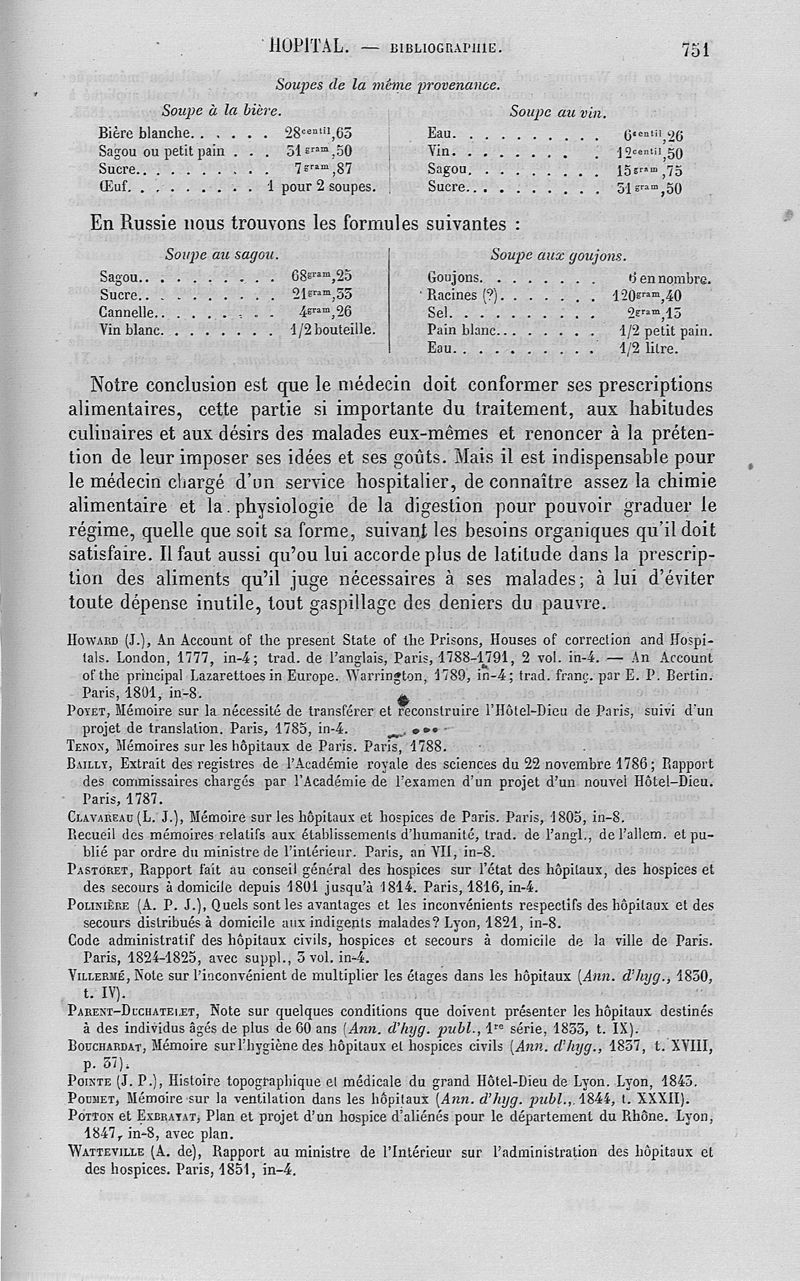 HOPITAL. — BIBLIOGRAPHIE. 751
Soupes de la même provenance.
Soupe à la bière.
Bière blanche. . . . . . 28centil,63
Sagou ou petit pain . . . 31 gram,50
Sucre. . . . . . . . . . 7gram,87
Œuf. . . . . . . . . 1 pour 2 soupes.
Soupe au vin.
Eau. . . . . . . . . . 6centil,26
Vin. . . . . . . . . 12centil,50
Sagou. . . . . . . . . 15gram,75
Sucre. . . . . . . . . . 31 gram,50
En Russie nous trouvons les formules suivantes :
Soupe au sagou.
Sagou. . . . . . . . . . 68gram,25
Sucre. . . . . . . . . . 21gram,33
Cannelle. . . . . . . . . 4gram,26
Vin blanc. . . . . . . . 1/2 bouteille.
Soupe aux goujons.
Goujons. . . . . . . . 6 en nombre.
Racines (?). . . . . . . 120gram,40
Sel. . . . . . . . . . 2gram,13
Pain blanc. . . . . . . 1/2 petit pain.
Eau. . . . . . . . . . 1/2 litre.
Notre conclusion est que le médecin doit conformer ses prescriptions
alimentaires, cette partie si importante du traitement, aux habitudes
culinaires et aux désirs des malades eux-mêmes et renoncer à la préten-
tion de leur imposer ses idées et ses goûts. Mais il est indispensable pour
le médecin chargé d'un service hospitalier, de connaître assez la chimie
alimentaire et la physiologie de la digestion pour pouvoir graduer le
régime, quelle que soit sa forme, suivant les besoins organiques qu'il doit
satisfaire. Il faut aussi qu'ou lui accorde plus de latitude dans la prescrip-
tion des aliments qu'il juge nécessaires à ses malades; à lui d'éviter
toute dépense inutile, tout gaspillage des deniers du pauvre.
HOWARD (J.), An Account of the present State of the Prisons, Houses of correction and Hospi-
tals. London, 1777, in-4; trad. de l'anglais, Paris, 1788-1791, 2 vol. in-4. — An Account
of the principal Lazarettoes in Europe. Warrington, 1789, in-4; trad. franç. par E. P. Bertin.
Paris, 1801, in-8.
POYET, Mémoire sur la nécessité de transférer et reconstruire l'Hôtel-Dieu de Paris, suivi d'un
projet de translation. Paris, 1785, in-4.
TENON, Mémoires sur les hôpitaux de Paris. Paris, 1788.
BAILLY, Extrait des registres de l'Académie royale des sciences du 22 novembre 1786; Rapport
des commissaires chargés par l'Académie de l'examen d'un projet d'un nouvel Hôtel-Dieu.
Paris, 1787.
CLAVAREAU (L. J.), Mémoire sur les hôpitaux et hospices de Paris. Paris, 1805, in-8.
Recueil des mémoires relatifs aux établissements d'humanité, trad. de l'angl., de l'allem. et pu-
blié par ordre du ministre de l'intérieur. Paris, an VII, in-8.
PASTORET, Rapport fait au conseil général des hospices sur l'état des hôpitaux, des hospices et
des secours à domicile depuis 1801 jusqu'à 1814. Paris, 1816, in-4.
POLINIÈRE (A. P. J.), Quels sont les avantages et les inconvénients respectifs des hôpitaux et des
secours distribués à domicile aux indigents malades? Lyon, 1821, in-8.
Code administratif des hôpitaux civils, hospices et secours à domicile de la ville de Paris.
Paris, 1824-1825, avec suppl., 3 vol. in-4.
VILLERMÉ, Note sur l'inconvénient de multiplier les étages dans les hôpitaux (Ann. d'hyg., 1830,
t. IV).
PARENT-DUCHATELET, Note sur quelques conditions que doivent présenter les hôpitaux destinés
à des individus âgés de plus de 60 ans (Ann. d'hyg. publ., 1re série, 1833, t. IX).
BOUCHARDAT, Mémoire sur l'hygiène des hôpitaux et hospices civils (Ann. d'hyg., 1837, t. XVIII,
p. 37).
POINTE (J. P.), Histoire topographique et médicale du grand Hôtel-Dieu de Lyon. Lyon, 1843.
POUMET, Mémoire sur la ventilation dans les hôpitaux (Ann. d'hyg. publ., 1844, t. XXXII).
POTTON et EXBRAYAT, Plan et projet d'un hospice d'aliénés pour le département du Rhône. Lyon,
1847, in-8, avec plan.
WATTEVILLE (A. de), Rapport au ministre de l'Intérieur sur l'administration des hôpitaux et
des hospices. Paris, 1851, in-4.